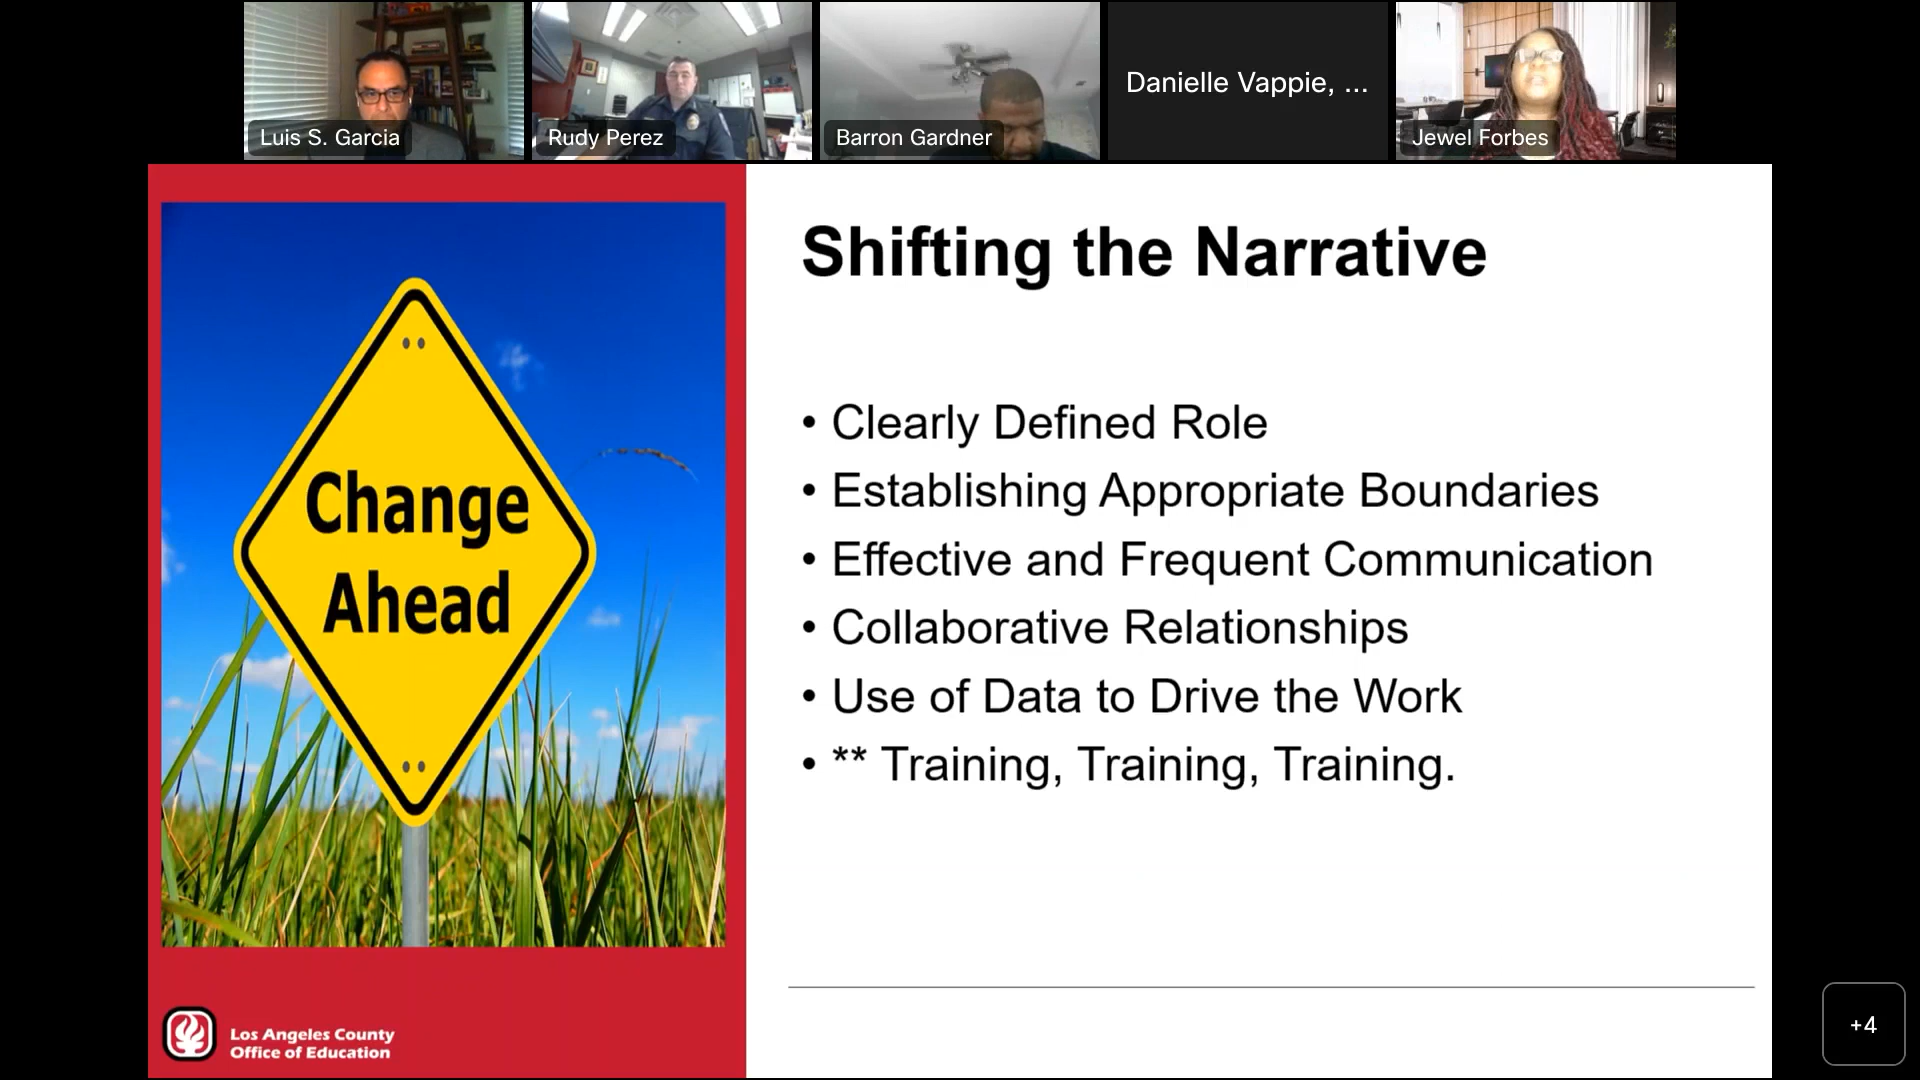 Luis S. Garcia
Rudy Perez
Barron Gardner
Danielle Vappie, ...
Jewel Forbes
Change
Ahead
Los Angeles County
Office of Education
Shifting the Narrative
• Clearly Defined Role
• Establishing Appropriate Boundaries
• Effective and Frequent Communication
• Collaborative Relationships
• Use of Data to Drive the Work
• ** Training, Training, Training.
+4